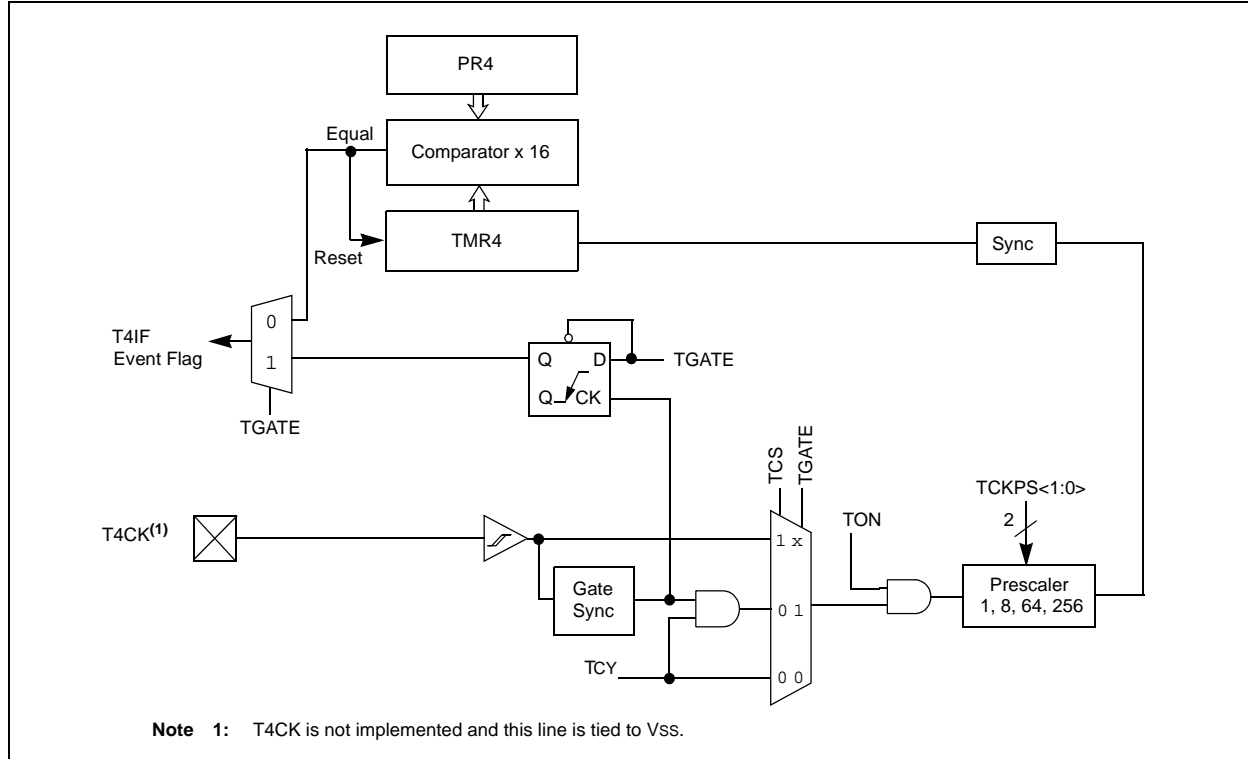 PR4
Equal
Comparator x 16
TMR4
Reset
Sync
0
1
T4IF
Event Flag
TGATE
Q
D
Q
CK
TGATE
TCS
TGATE
TCKPS<1:0>
2
TON
T4CK(1)
1 x
Gate
Sync
0 1
Prescaler
1, 8, 64, 256
TCY
0 0
Note 1: T4CK is not implemented and this line is tied to VSS.